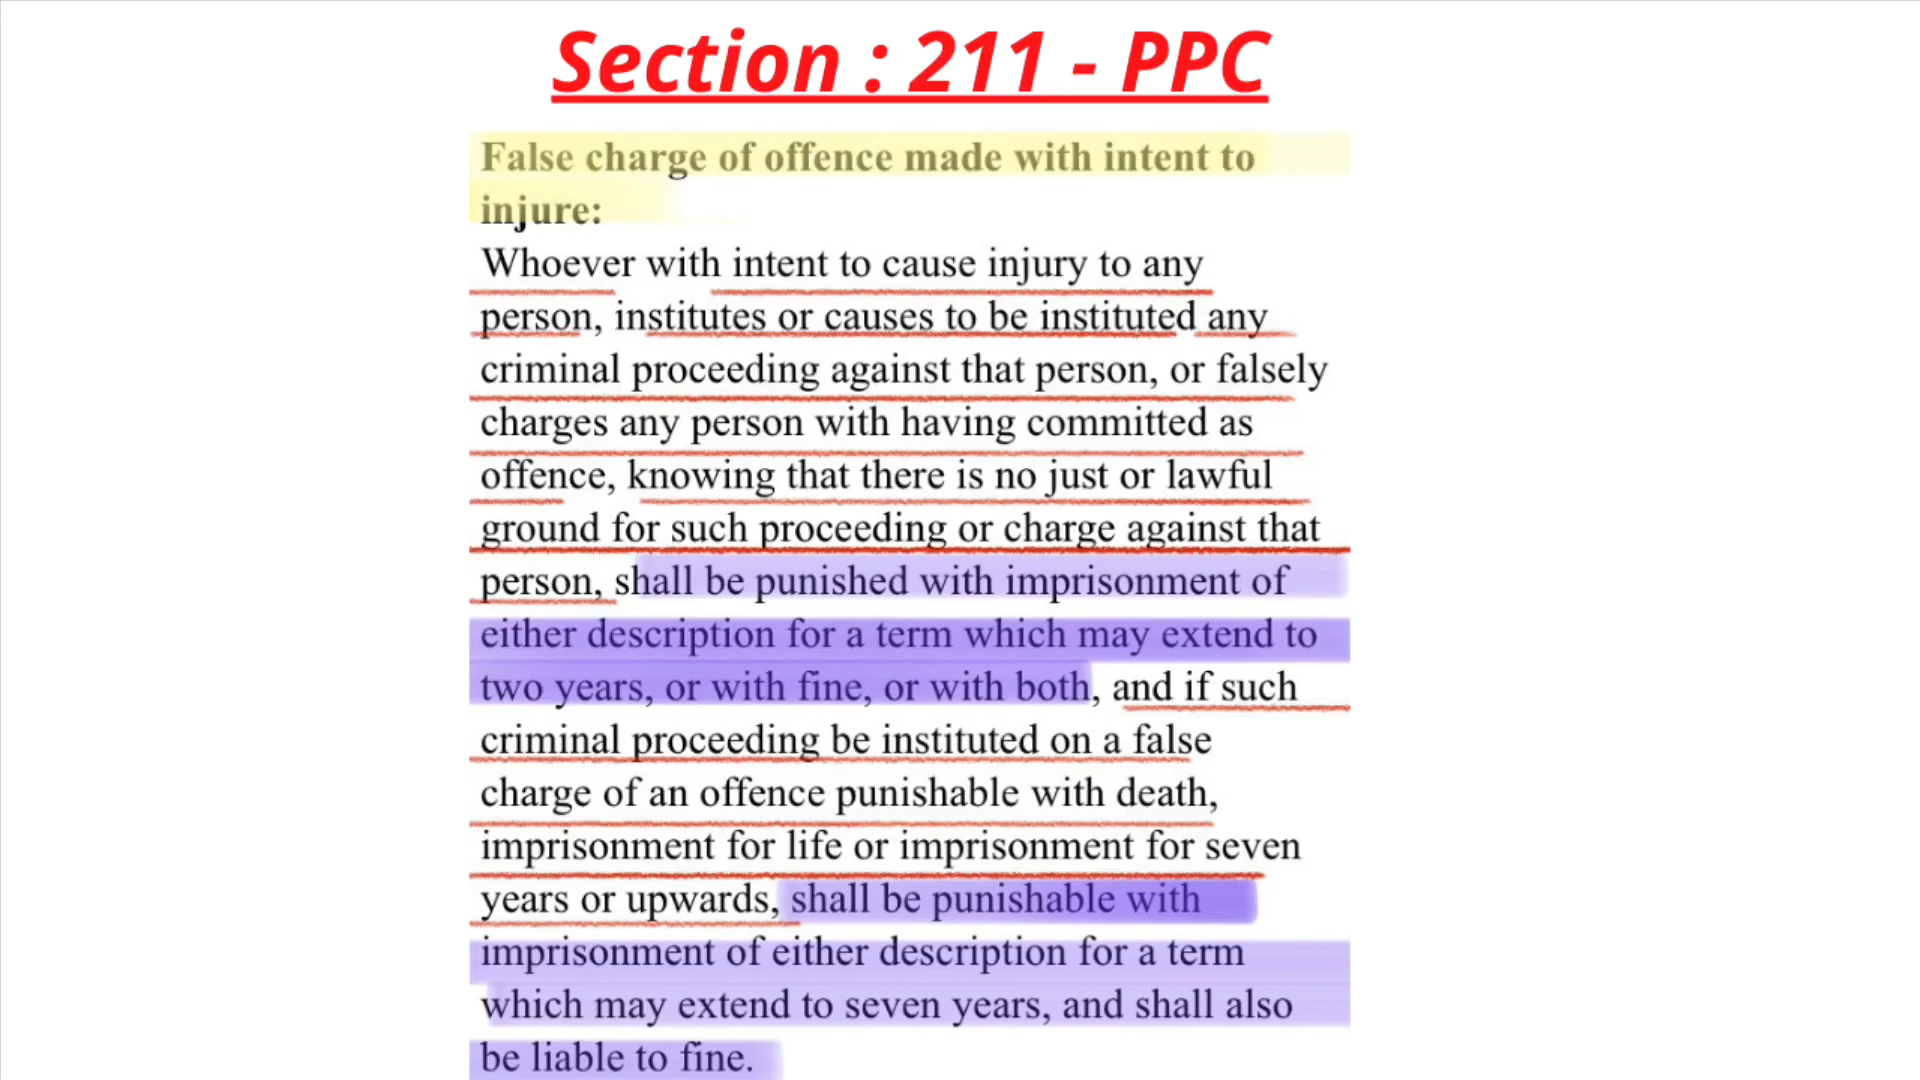 Section : 211 - PPC
False charge of offence made with intent to
injure:
Whoever with intent to cause injury to any
person, institutes or causes to be instituted any
criminal proceeding against that person, or falsely
charges any person with having committed as
offence, knowing that there is no just or lawful
ground for such proceeding or charge against that
person, shall be punished with imprisonment of
either description for a term which may extend to
two years, or with fine, or with both, and if such
criminal proceeding be instituted on a false
charge of an offence punishable with death,
imprisonment for life or imprisonment for seven
years or upwards, shall be punishable with
imprisonment of either description for a term
which may extend to seven years, and shall also
be liable to fine.